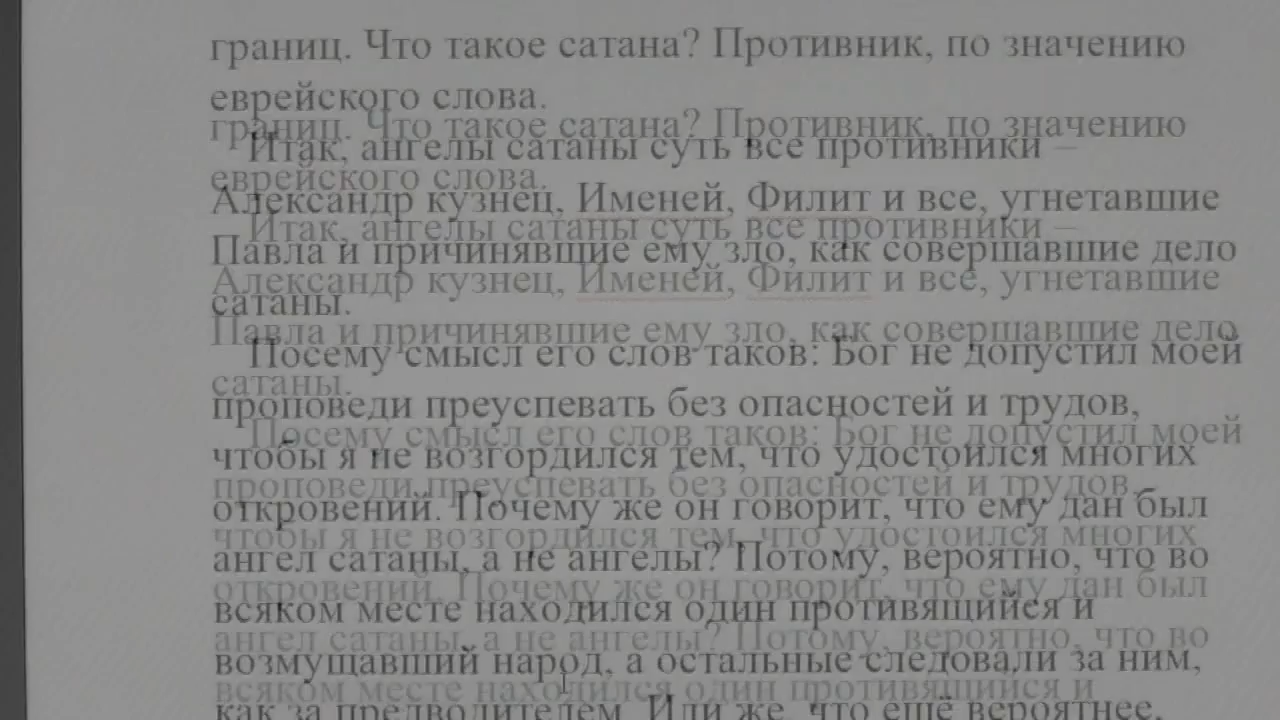 границ. Что такое сатана? Противник, по значению
еврейского слова.
Итак, ангелы сатаны суть все противники –
Александр кузнец, Именей, Филит и все, угнетавшие
Павла и причинявшие ему зло, как совершавшие дело
сатаны.
Посему смысл его слов таков: Бог не допустил моей
проповеди преуспевать без опасностей и трудов,
чтобы я не возгордился тем, что удостоился многих
откровений. Почему же он говорит, что ему дан был
ангел сатаны, а не ангелы? Потому, вероятно, что во
всяком месте находился один противящийся и
возмущавший народ, а остальные следовали за ним,
как за предводителем. Или же, что ещё вероятнее,